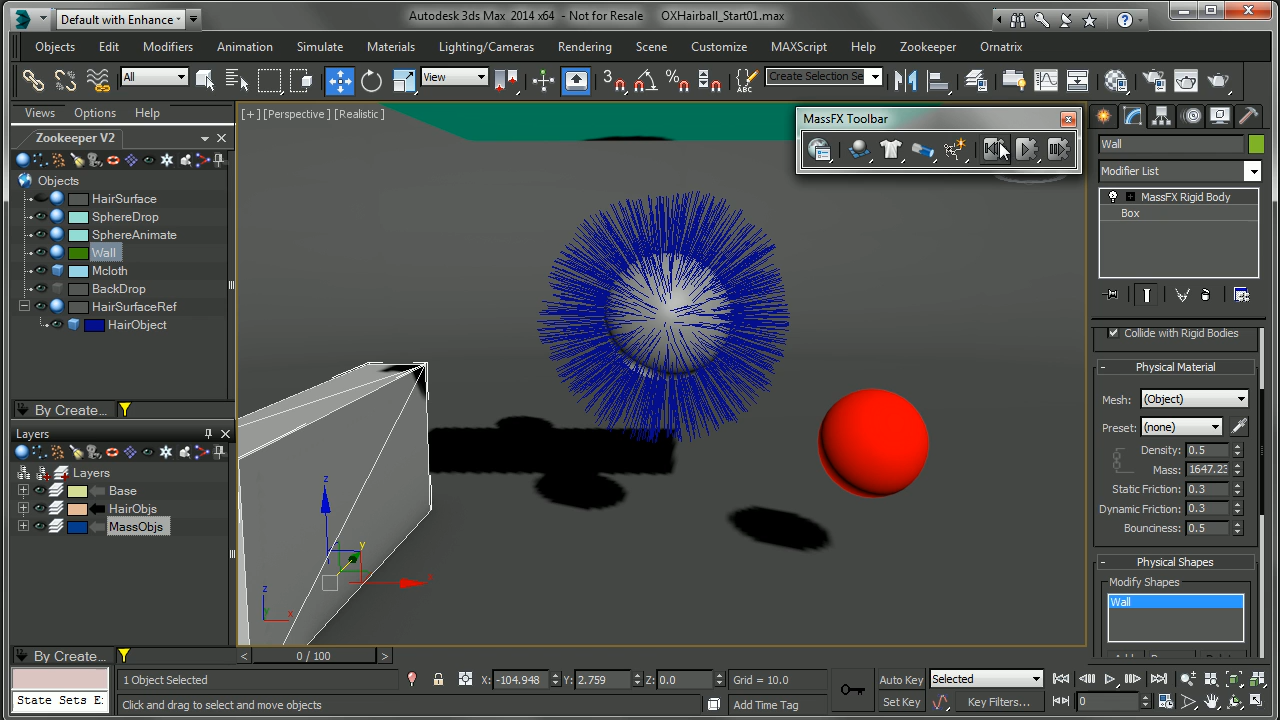 Default with Enhance
Autodesk 3ds Max 2014 x64 - Not for Resale OXHairball_Start01.max
Objects Edit Modifiers Animation Simulate Materials Lighting/Cameras Rendering Scene Customize MAXScript Help Zookeeper Ornatrix
All
View
3
ABC
Create Selection Se
Views Options Help
Zookeeper V2
Objects
HairSurface
SphereDrop
SphereAnimate
Wall
Mcloth
BackDrop
HairSurfaceRef
HairObject
By Create...
Layers
Layers
Base
HairObjs
MassObjs
By Create...
[+] [Perspective ] [Realistic ]
MassFX Toolbar
z
y
x
z
y
x
Wall
Modifier List
MassFX Rigid Body
Box
Collide with Rigid Bodies
Physical Material
Mesh: (Object)
Preset: (none)
Density: 0.5
Mass: 1647.23
Static Friction: 0.3
Dynamic Friction: 0.3
Bounciness: 0.5
Physical Shapes
Modify Shapes
Wall
0 / 100
State Sets E:
1 Object Selected
X: -104.948 Y: 2.759 Z: 0.0
Grid = 10.0
Auto Key Selected
Set Key Key Filters...
0
Click and drag to select and move objects
Add Time Tag